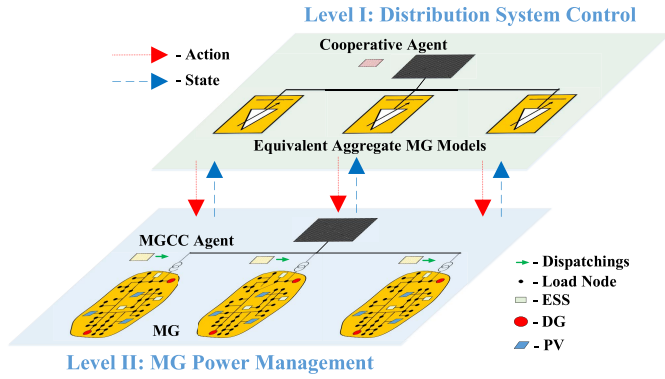 Level I: Distribution System Control
Cooperative Agent
- Action
- State
Equivalent Aggregate MG Models
MGCC Agent
- Dispatchings
- Load Node
- ESS
- DG
- PV
MG
Level II: MG Power Management